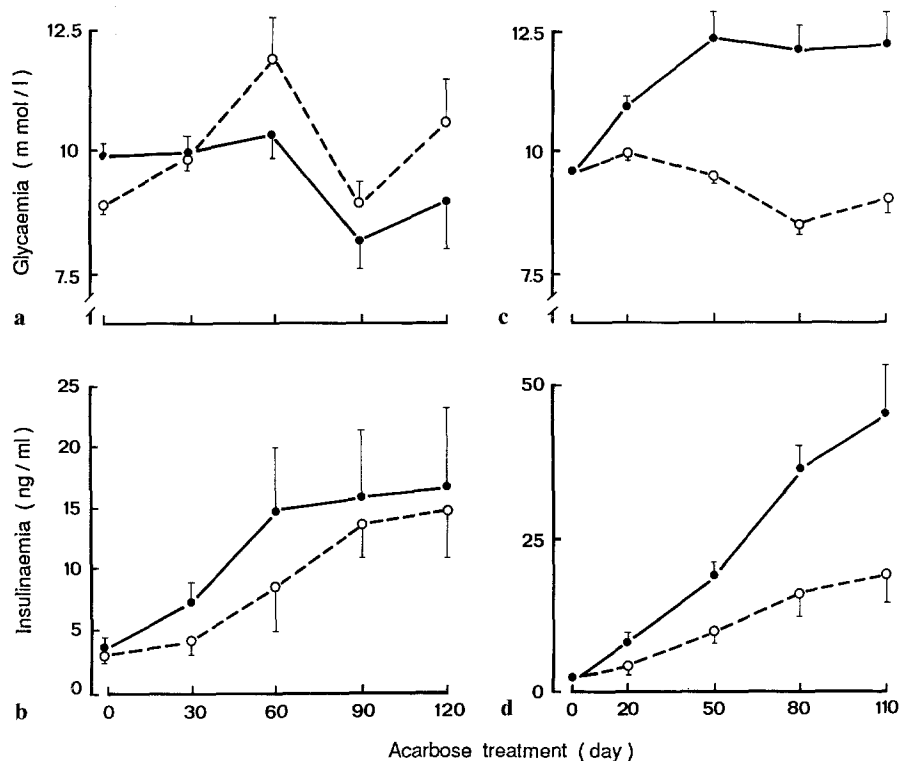 12.5
10
7.5
Glycaemia ( m mol / l )
a
12.5
10
7.5
c
25
20
15
10
5
0
Insulinaemia ( ng / ml )
0 30 60 90 120
b
50
25
0
0 20 50 80 110
d
Acarbose treatment ( day )